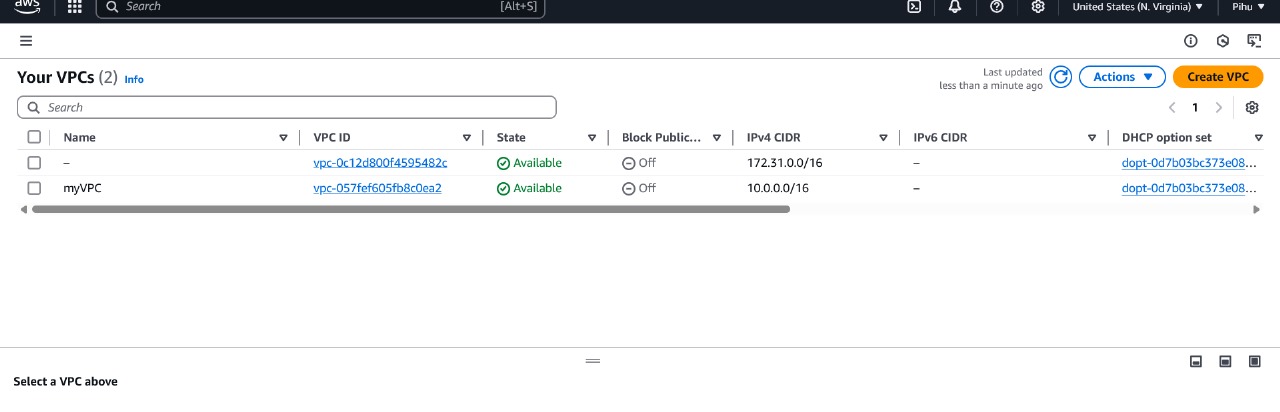 aws
Search [Alt+S] United States (N. Virginia) Pihu
Your VPCs (2) Info
Last updated
less than a minute ago
Actions
Create VPC
Search
1
Name VPC ID State Block Public... IPv4 CIDR IPv6 CIDR DHCP option set
– vpc-0c12d800f4595482c Available Off 172.31.0.0/16 – dopt-0d7b03bc373e08...
myVPC vpc-057fef605fb8c0ea2 Available Off 10.0.0.0/16 – dopt-0d7b03bc373e08...
Select a VPC above